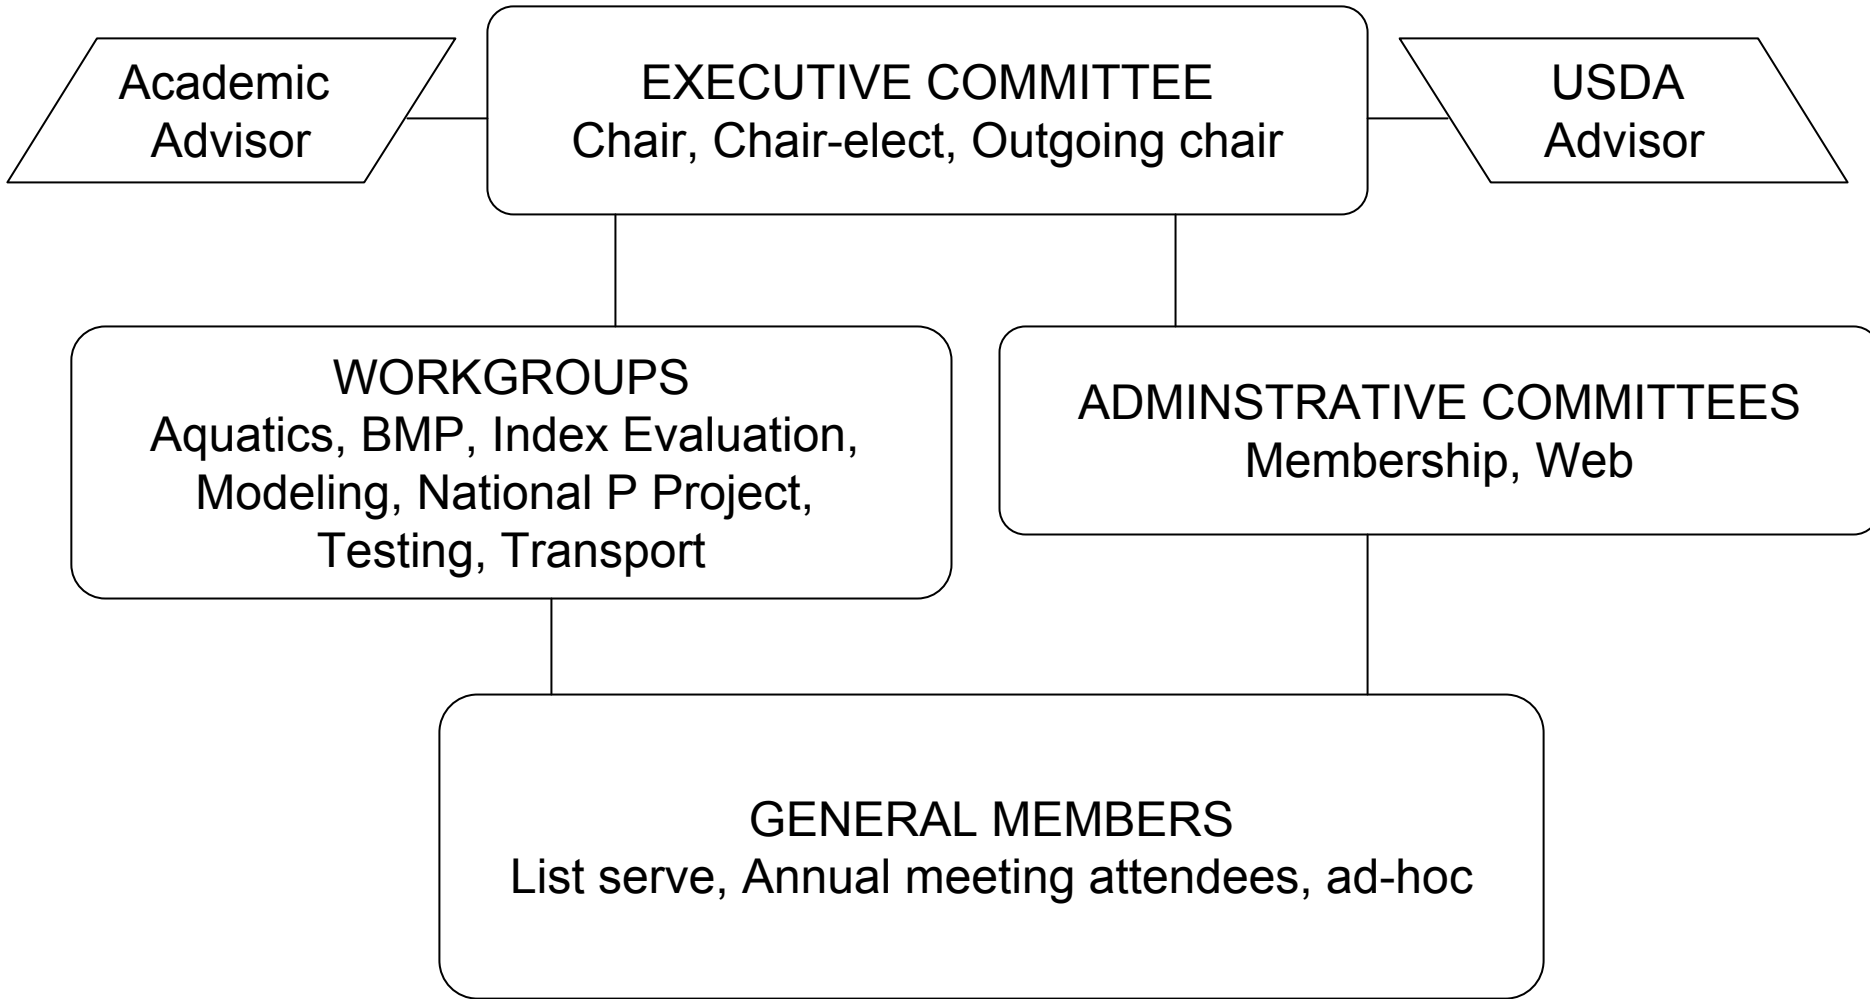 Academic
Advisor
EXECUTIVE COMMITTEE
Chair, Chair-elect, Outgoing chair
USDA
Advisor
WORKGROUPS
Aquatics, BMP, Index Evaluation,
Modeling, National P Project,
Testing, Transport
ADMINSTRATIVE COMMITTEES
Membership, Web
GENERAL MEMBERS
List serve, Annual meeting attendees, ad-hoc